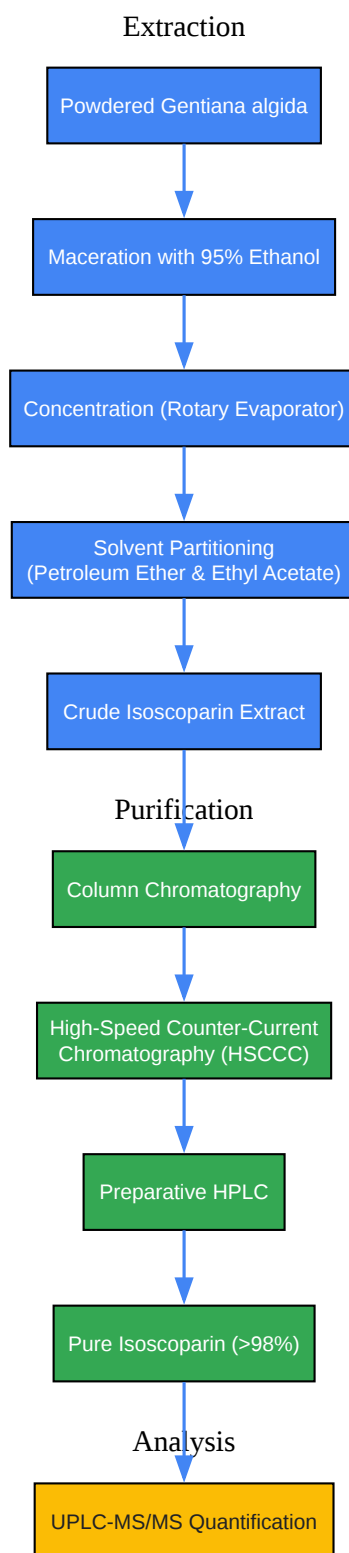 Extraction
Powdered Gentiana algida
Maceration with 95% Ethanol
Concentration (Rotary Evaporator)
Solvent Partitioning
(Petroleum Ether & Ethyl Acetate)
Crude Isoscoparin Extract
Purification
Column Chromatography
High-Speed Counter-Current
Chromatography (HSCCC)
Preparative HPLC
Pure Isoscoparin (>98%)
Analysis
UPLC-MS/MS Quantification